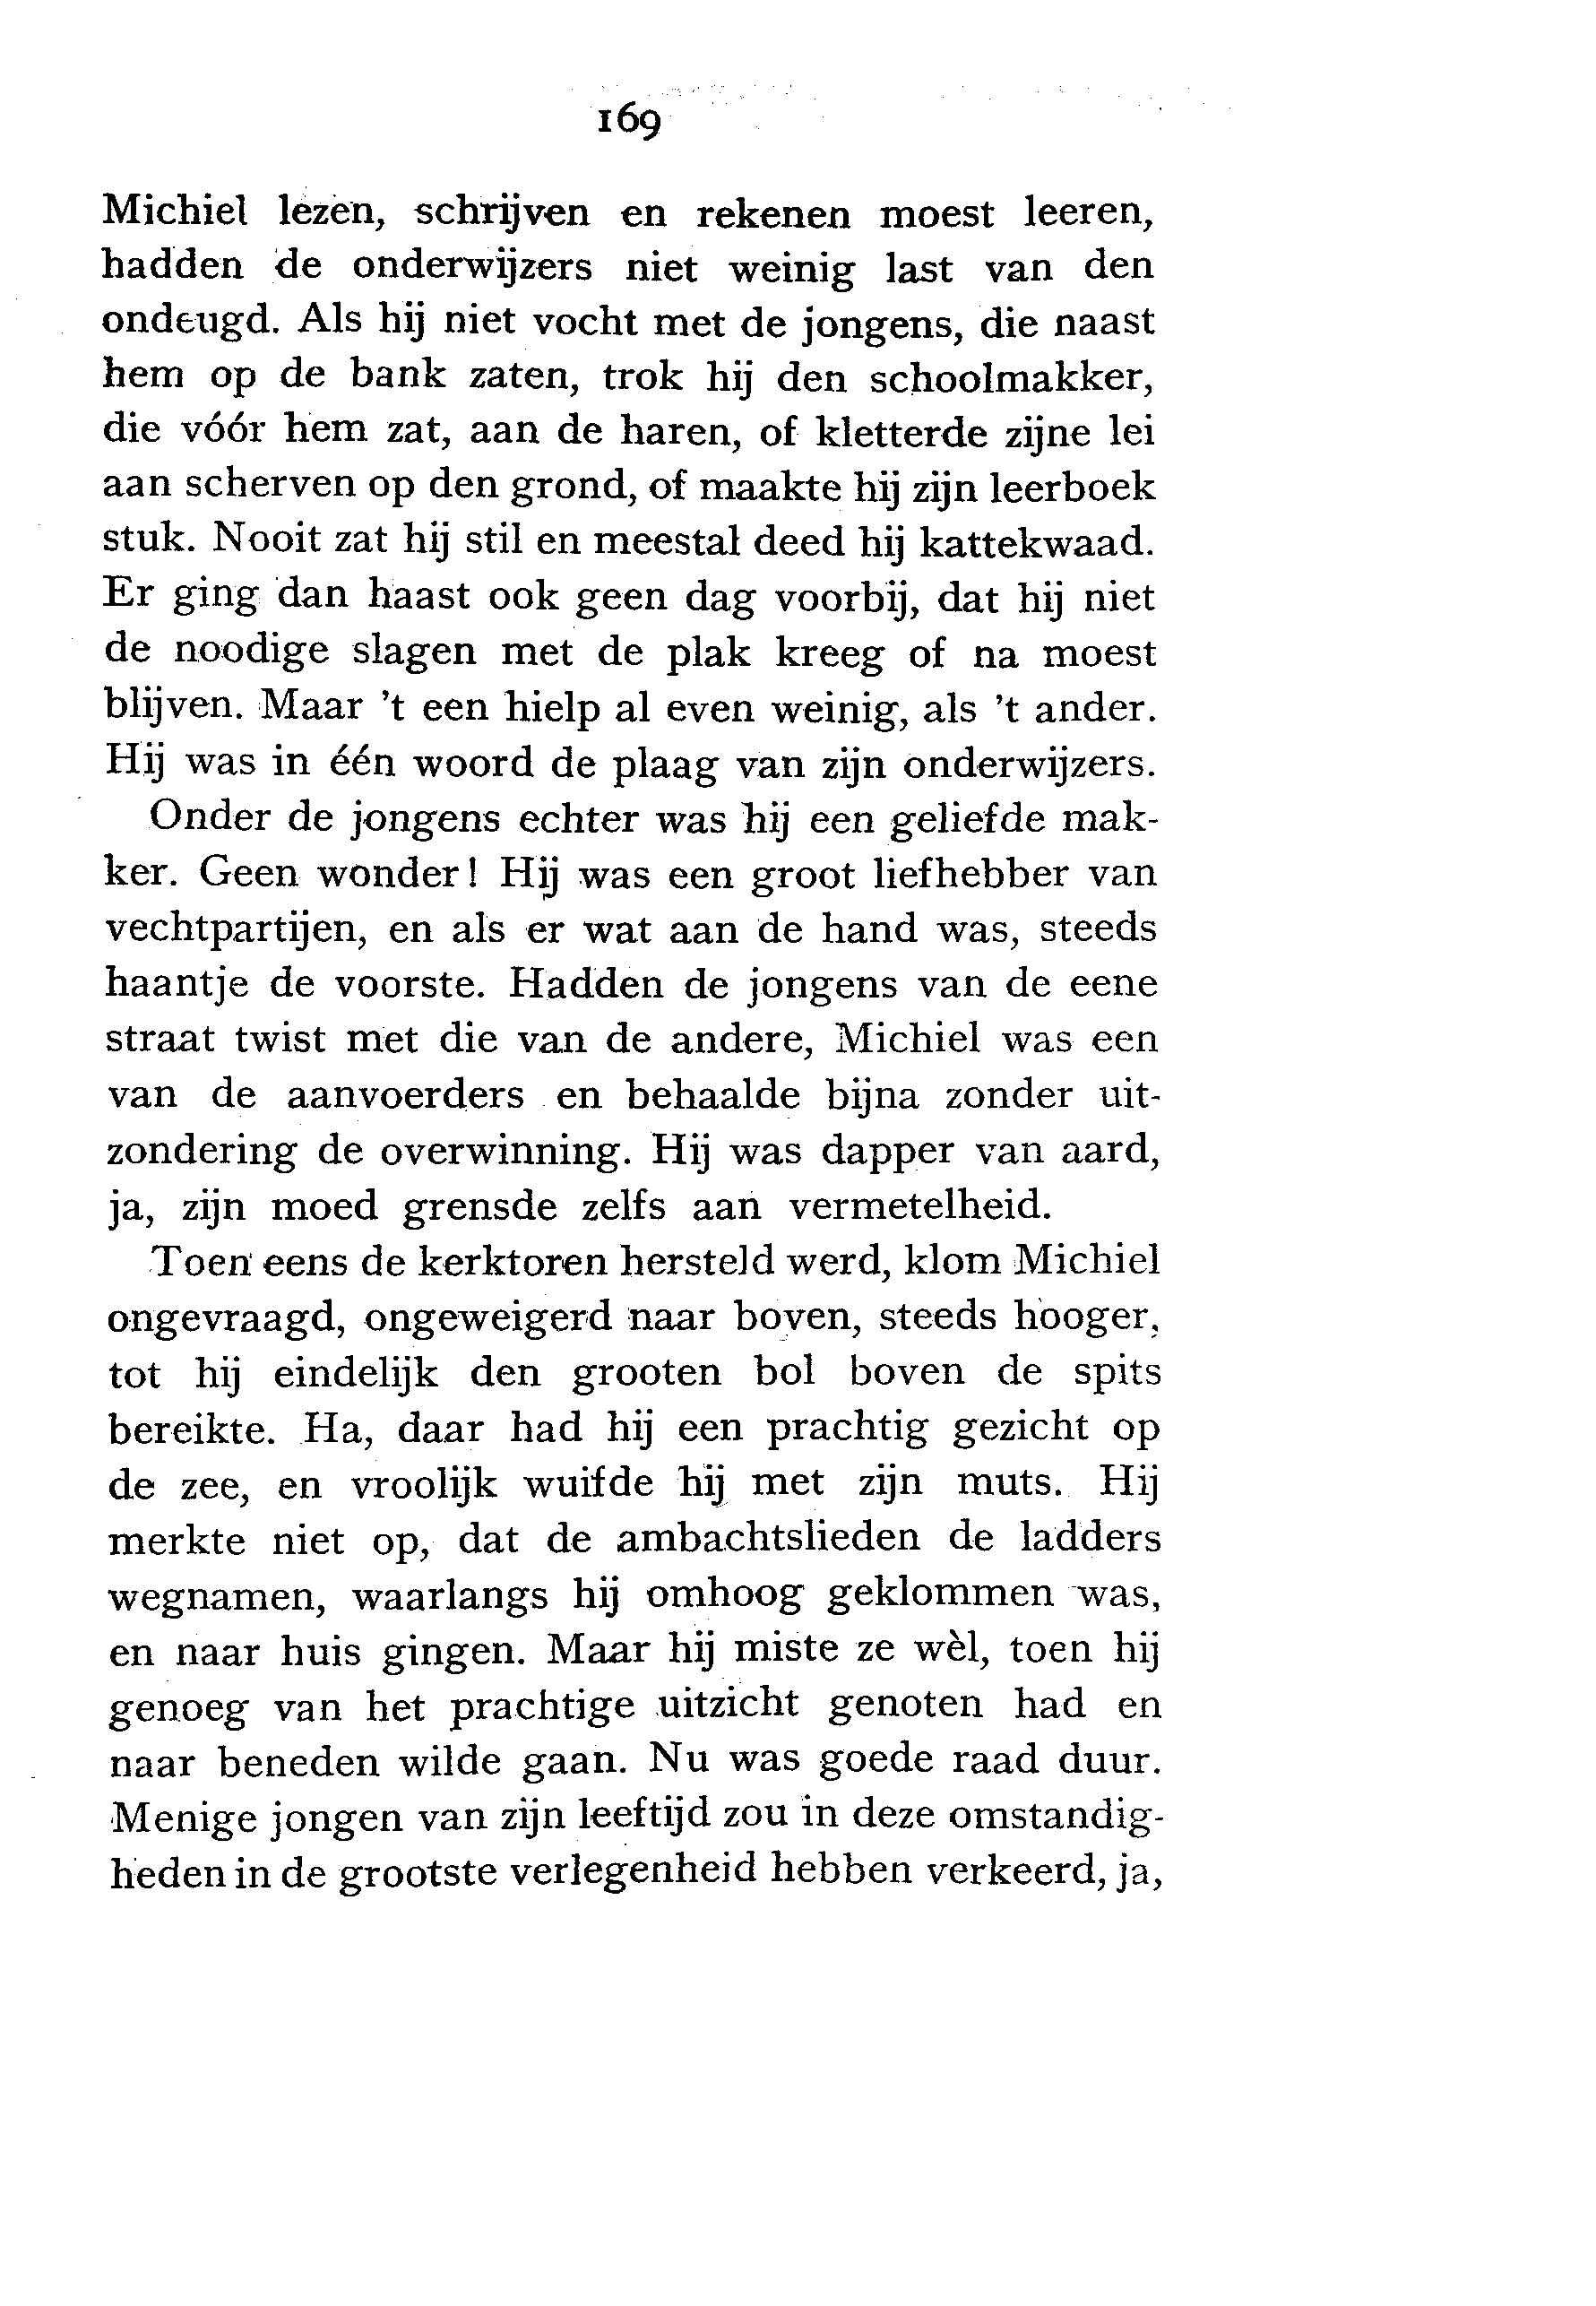 169
Michiel lezen, schrijven en rekenen moest leeren,
hadden de onderwijzers niet weinig last van den
ondeugd. Als hij niet vocht met de jongens, die naast
hem op de bank zaten, trok hij den schoolmakker,
die vóór hem zat, aan de haren, of kletterde zijne lei
aan scherven op den grond, of maakte hij zijn leerboek
stuk. Nooit zat hij stil en meestal deed hij kattekwaad.
Er ging dan haast ook geen dag voorbij, dat hij niet
de noodige slagen met de plak kreeg of na moest
blijven. Maar 't een hielp al even weinig, als 't ander.
Hij was in één woord de plaag van zijn onderwijzers.
Onder de jongens echter was hij een geliefde mak-
ker. Geen wonder! Hij was een groot liefhebber van
vechtpartijen, en als er wat aan de hand was, steeds
haantje de voorste. Hadden de jongens van de eene
straat twist met die van de andere, Michiel was een
van de aanvoerders en behaalde bijna zonder uit-
zondering de overwinning. Hij was dapper van aard,
ja, zijn moed grensde zelfs aan vermetelheid.
Toen eens de kerktoren hersteld werd, klom Michiel
ongevraagd, ongeweigerd naar boven, steeds hooger,
tot hij eindelijk den grooten bol boven de spits
bereikte. Ha, daar had hij een prachtig gezicht op
de zee, en vroolijk wuifde hij met zijn muts. Hij
merkte niet op, dat de ambachtslieden de ladders
wegnamen, waarlangs hij omhoog geklommen was,
en naar huis gingen. Maar hij miste ze wèl, toen hij
genoeg van het prachtige uitzicht genoten had en
naar beneden wilde gaan. Nu was goede raad duur.
Menige jongen van zijn leeftijd zou in deze omstandig-
heden in de grootste verlegenheid hebben verkeerd, ja,